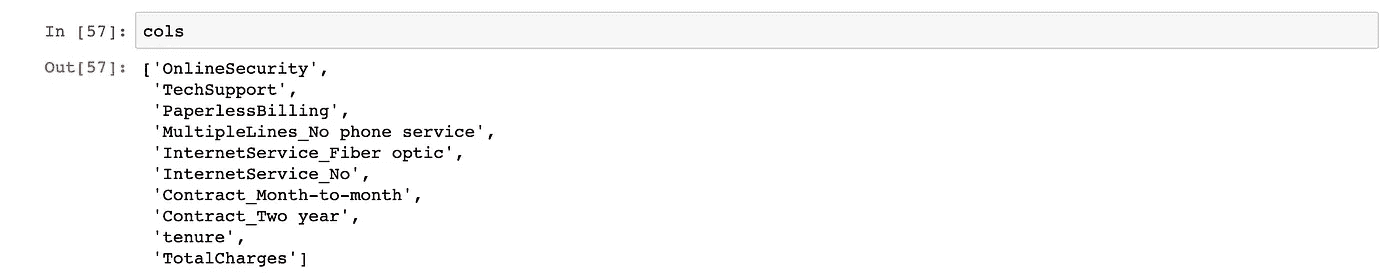 In [57]: cols
Out[57]: ['OnlineSecurity',
'TechSupport',
'PaperlessBilling',
'MultipleLines_No phone service',
'InternetService_Fiber optic',
'InternetService_No',
'Contract_Month-to-month',
'Contract_Two year',
'tenure',
'TotalCharges']